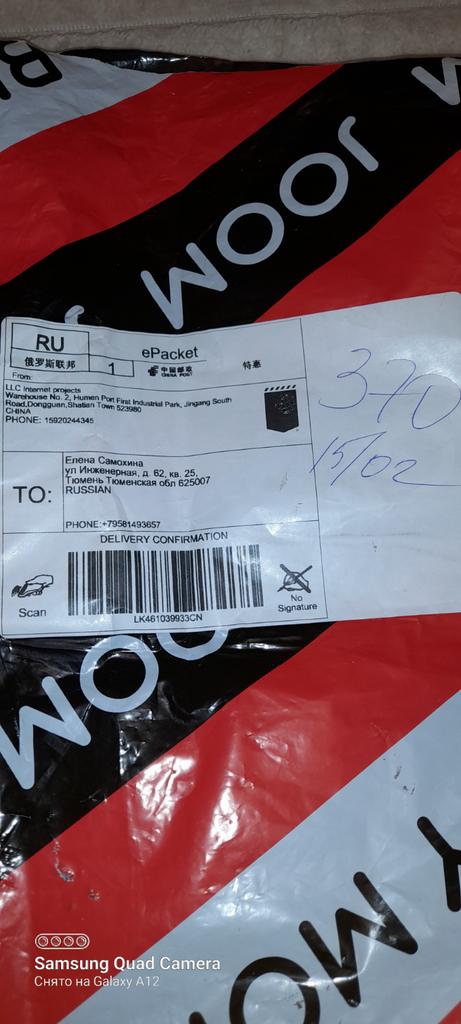 JOOM
RU
俄罗斯联邦
1
ePacket
中国邮政
CHINA POST
特惠
From:
LLC Internet projects
Warehouse No. 2, Humen Port First Industrial Park, Jingang South
Road,Dongguan,Shatian Town 523980
CHINA
PHONE: 15920244345
370
15/02
TO:
Елена Самохина
ул Инженерная, д. 62, кв. 25,
Тюмень Тюменская обл 625007
RUSSIAN
PHONE:+79581493657
DELIVERY CONFIRMATION
Scan
No
Signature
LK461039933CN
OOM
Samsung Quad Camera
Снято на Galaxy A12